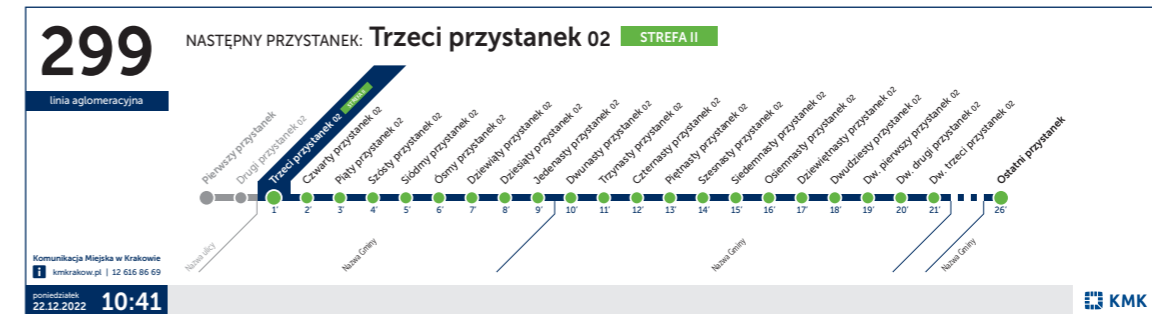 299
linia aglomeracyjna
NASTĘPNY PRZYSTANEK: Trzeci przystanek 02 STREFA II
Pierwszy przystanek
Drugi przystanek 02
Trzeci przystanek 02 STREFA II
Czwarty przystanek 02
Piąty przystanek 02
Szósty przystanek 02
Siódmy przystanek 02
Ósmy przystanek 02
Dziewiąty przystanek 02
Dziesiąty przystanek 02
Jedenasty przystanek 02
Dwunasty przystanek 02
Trzynasty przystanek 02
Czternasty przystanek 02
Piętnasty przystanek 02
Szesnasty przystanek 02
Siedemnasty przystanek 02
Osiemnasty przystanek 02
Dziewiętnasty przystanek 02
Dwudziesty przystanek 02
Dw. pierwszy przystanek 02
Dw. drugi przystanek 02
Dw. trzeci przystanek 02
Ostatni przystanek
1' 2' 3' 4' 5' 6' 7' 8' 9' 10' 11' 12' 13' 14' 15' 16' 17' 18' 19' 20' 21' 26'
Nazwa ulicy
Nazwa Gminy
Nazwa Gminy
Nazwa Gminy
Komunikacja Miejska w Krakowie
i kmkrakow.pl | 12 616 86 69
poniedziałek
22.12.2022 10:41
KMK